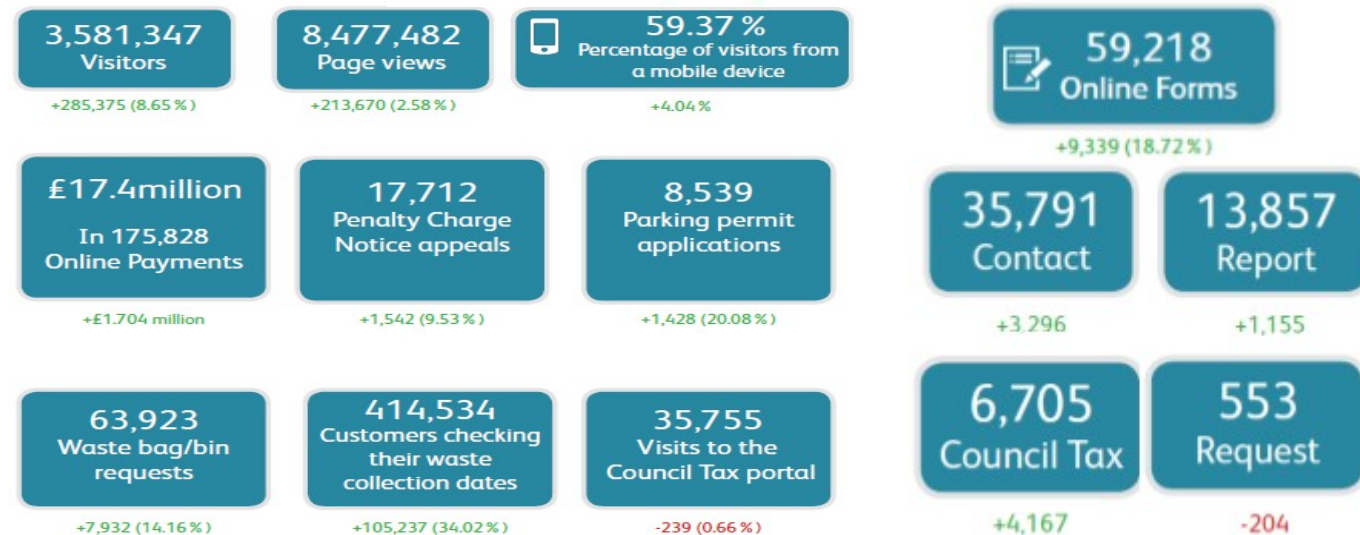 3,581,347
Visitors
+285,375 (8.65%)
8,477,482
Page views
+213,670 (2.58%)
59.37%
Percentage of visitors from
a mobile device
+4.04%
59,218
Online Forms
+9,339 (18.72%)
£17.4million
In 175,828
Online Payments
+£1.704 million
17,712
Penalty Charge
Notice appeals
+1,542 (9.53%)
8,539
Parking permit
applications
+1,428 (20.08%)
35,791
Contact
+3,296
13,857
Report
+1,155
63,923
Waste bag/bin
requests
+7,932 (14.16%)
414,534
Customers checking
their waste
collection dates
+105,237 (34.02%)
35,755
Visits to the
Council Tax portal
-239 (0.66%)
6,705
Council Tax
+4,167
553
Request
-204